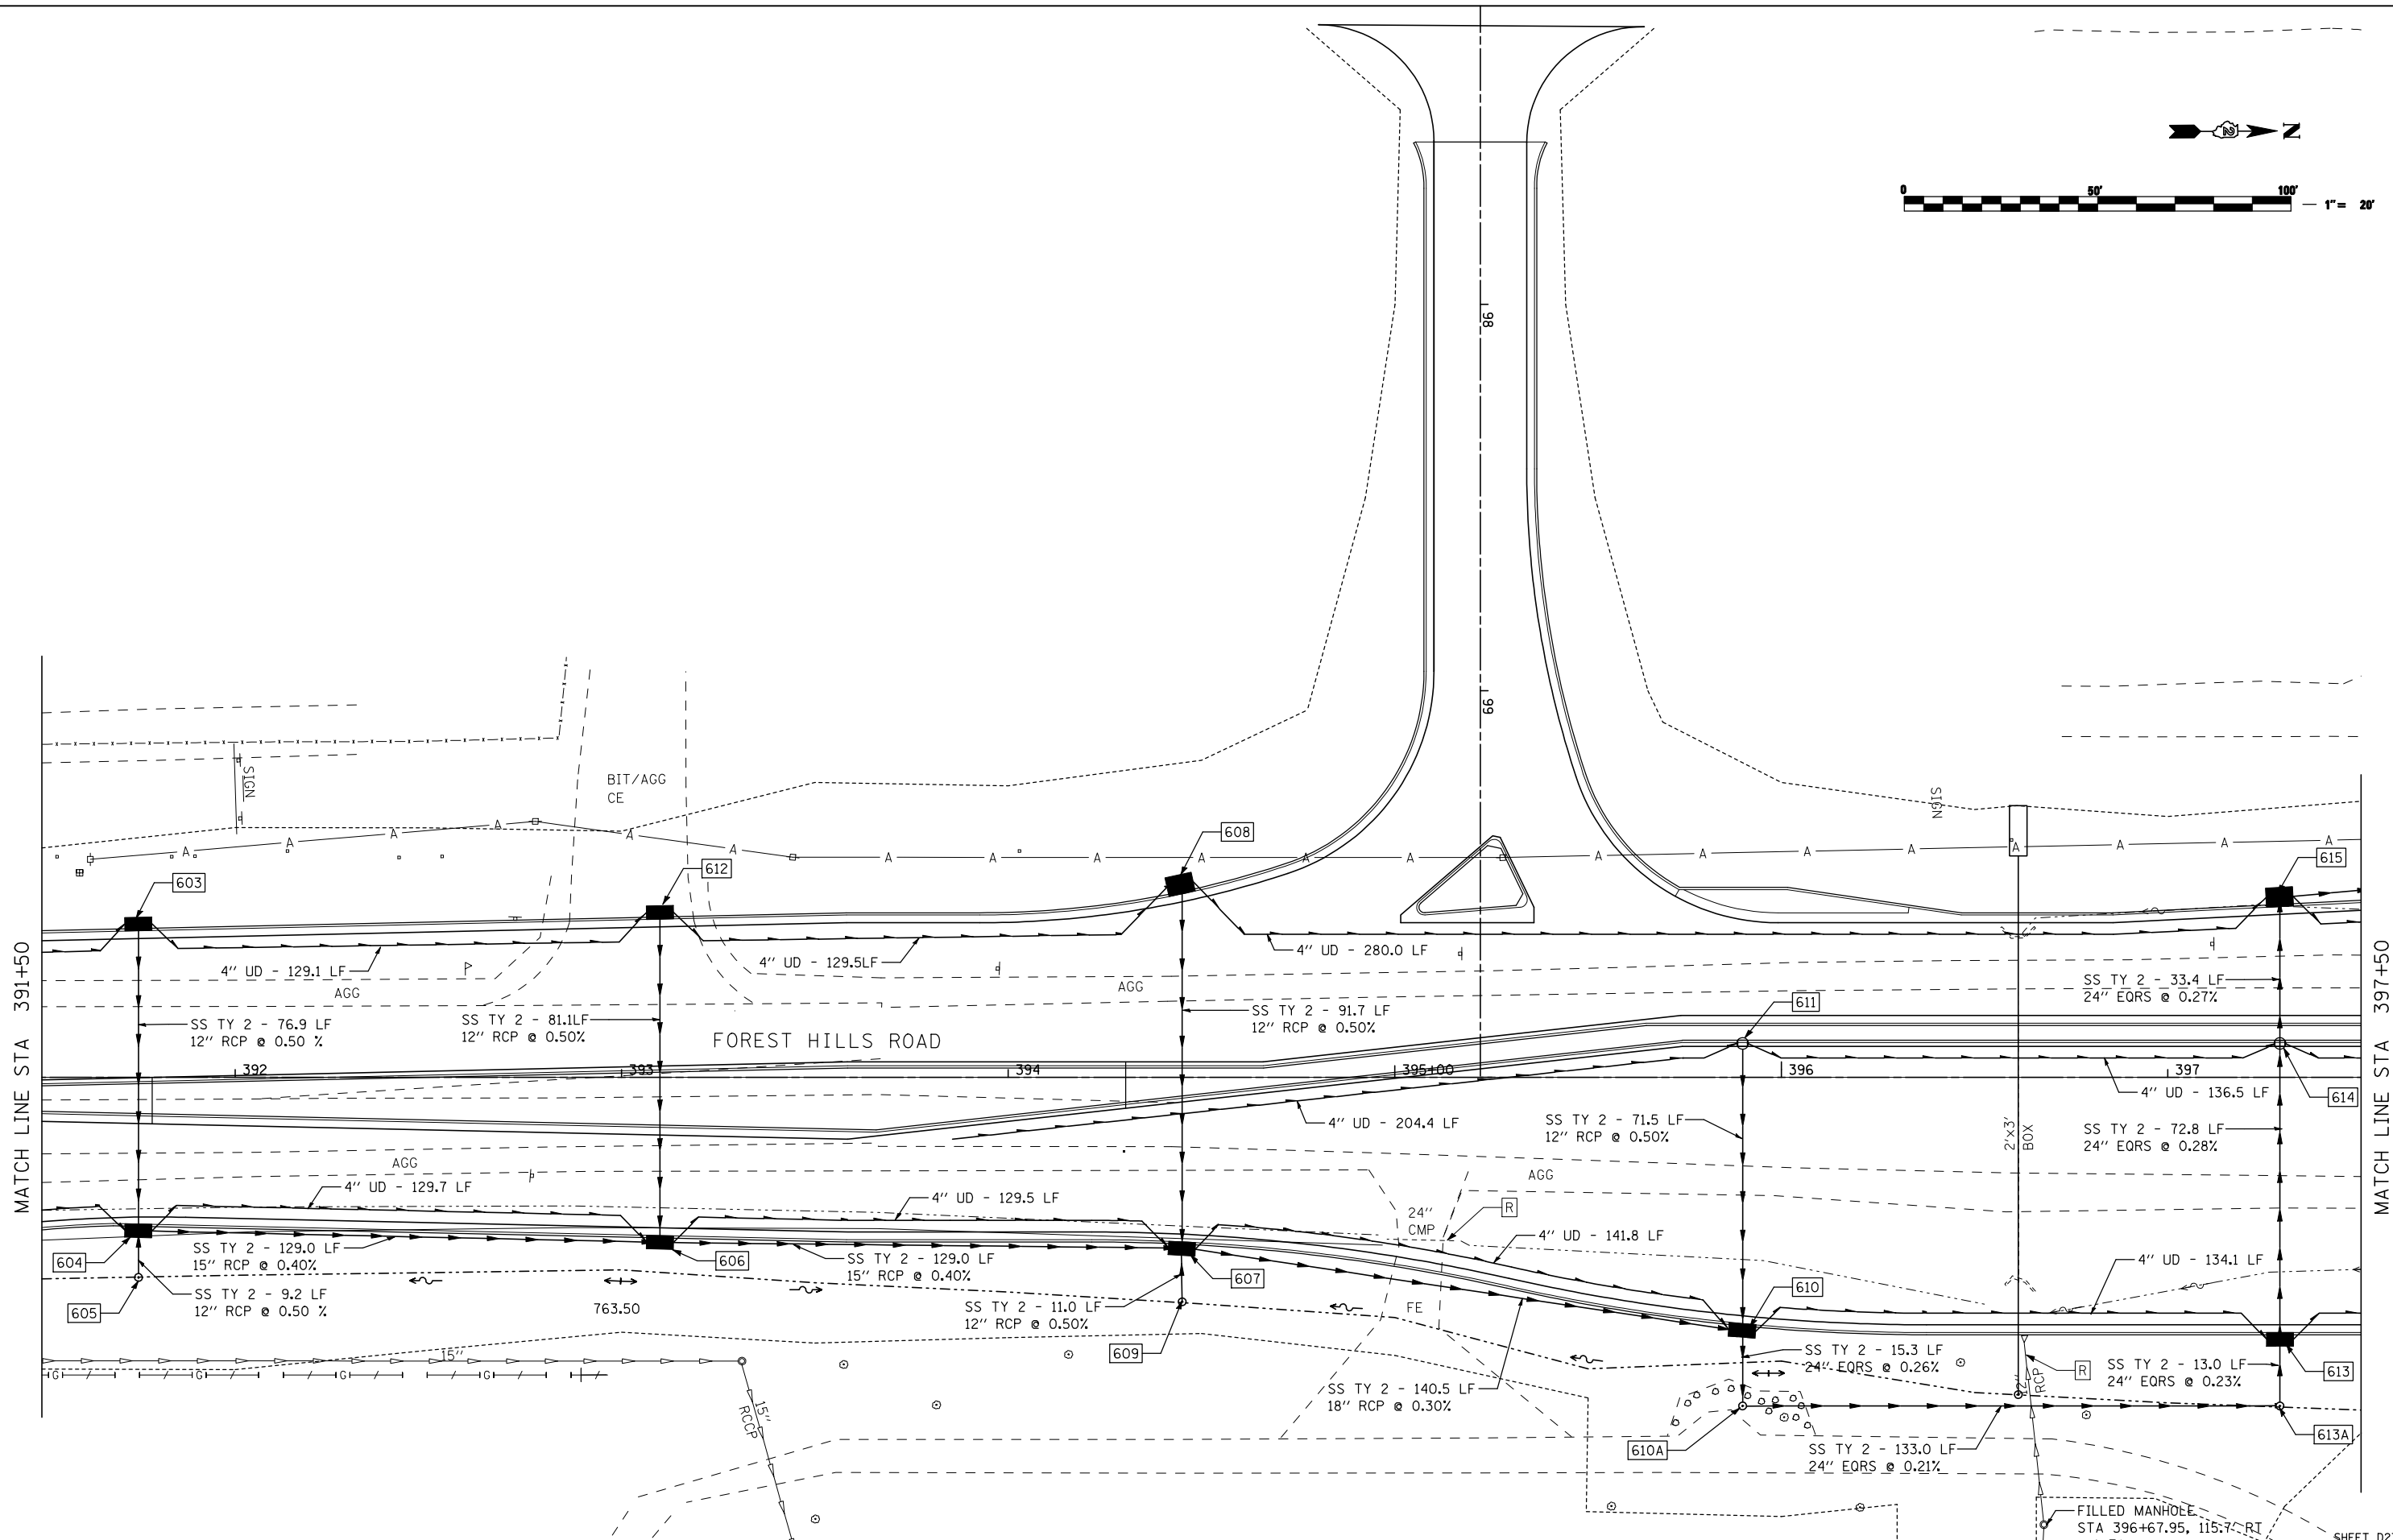 N
0 50' 100'
1"= 20'
98
99
MATCH LINE STA 391+50
SIGN
BIT/AGG
CE
SIGN
A A A A A A A A A A A A A A A A A A A A A
603
612
608
615
4" UD - 129.1 LF
4" UD - 129.5LF
4" UD - 280.0 LF
AGG
AGG
SS TY 2 - 33.4 LF
24" EQRS @ 0.27%
611
SS TY 2 - 76.9 LF
12" RCP @ 0.50 %
SS TY 2 - 81.1LF
12" RCP @ 0.50%
FOREST HILLS ROAD
SS TY 2 - 91.7 LF
12" RCP @ 0.50%
392 393 394 395+00 396 397
4" UD - 204.4 LF
SS TY 2 - 71.5 LF
12" RCP @ 0.50%
4" UD - 136.5 LF
614
2'x3'
BOX
SS TY 2 - 72.8 LF
24" EQRS @ 0.28%
MATCH LINE STA 397+50
AGG
AGG
4" UD - 129.7 LF
4" UD - 129.5 LF
24"
CMP
R
4" UD - 141.8 LF
4" UD - 134.1 LF
604
SS TY 2 - 129.0 LF
15" RCP @ 0.40%
606
SS TY 2 - 129.0 LF
15" RCP @ 0.40%
607
610
605
SS TY 2 - 9.2 LF
12" RCP @ 0.50 %
763.50
SS TY 2 - 11.0 LF
12" RCP @ 0.50%
609
FE
15"
G G G G
15"
RCCP
SS TY 2 - 140.5 LF
18" RCP @ 0.30%
SS TY 2 - 15.3 LF
24" EQRS @ 0.26%
12"
RCP
R
SS TY 2 - 13.0 LF
24" EQRS @ 0.23%
613
610A
SS TY 2 - 133.0 LF
24" EQRS @ 0.21%
613A
FILLED MANHOLE
STA 396+67.95, 115.7' RT